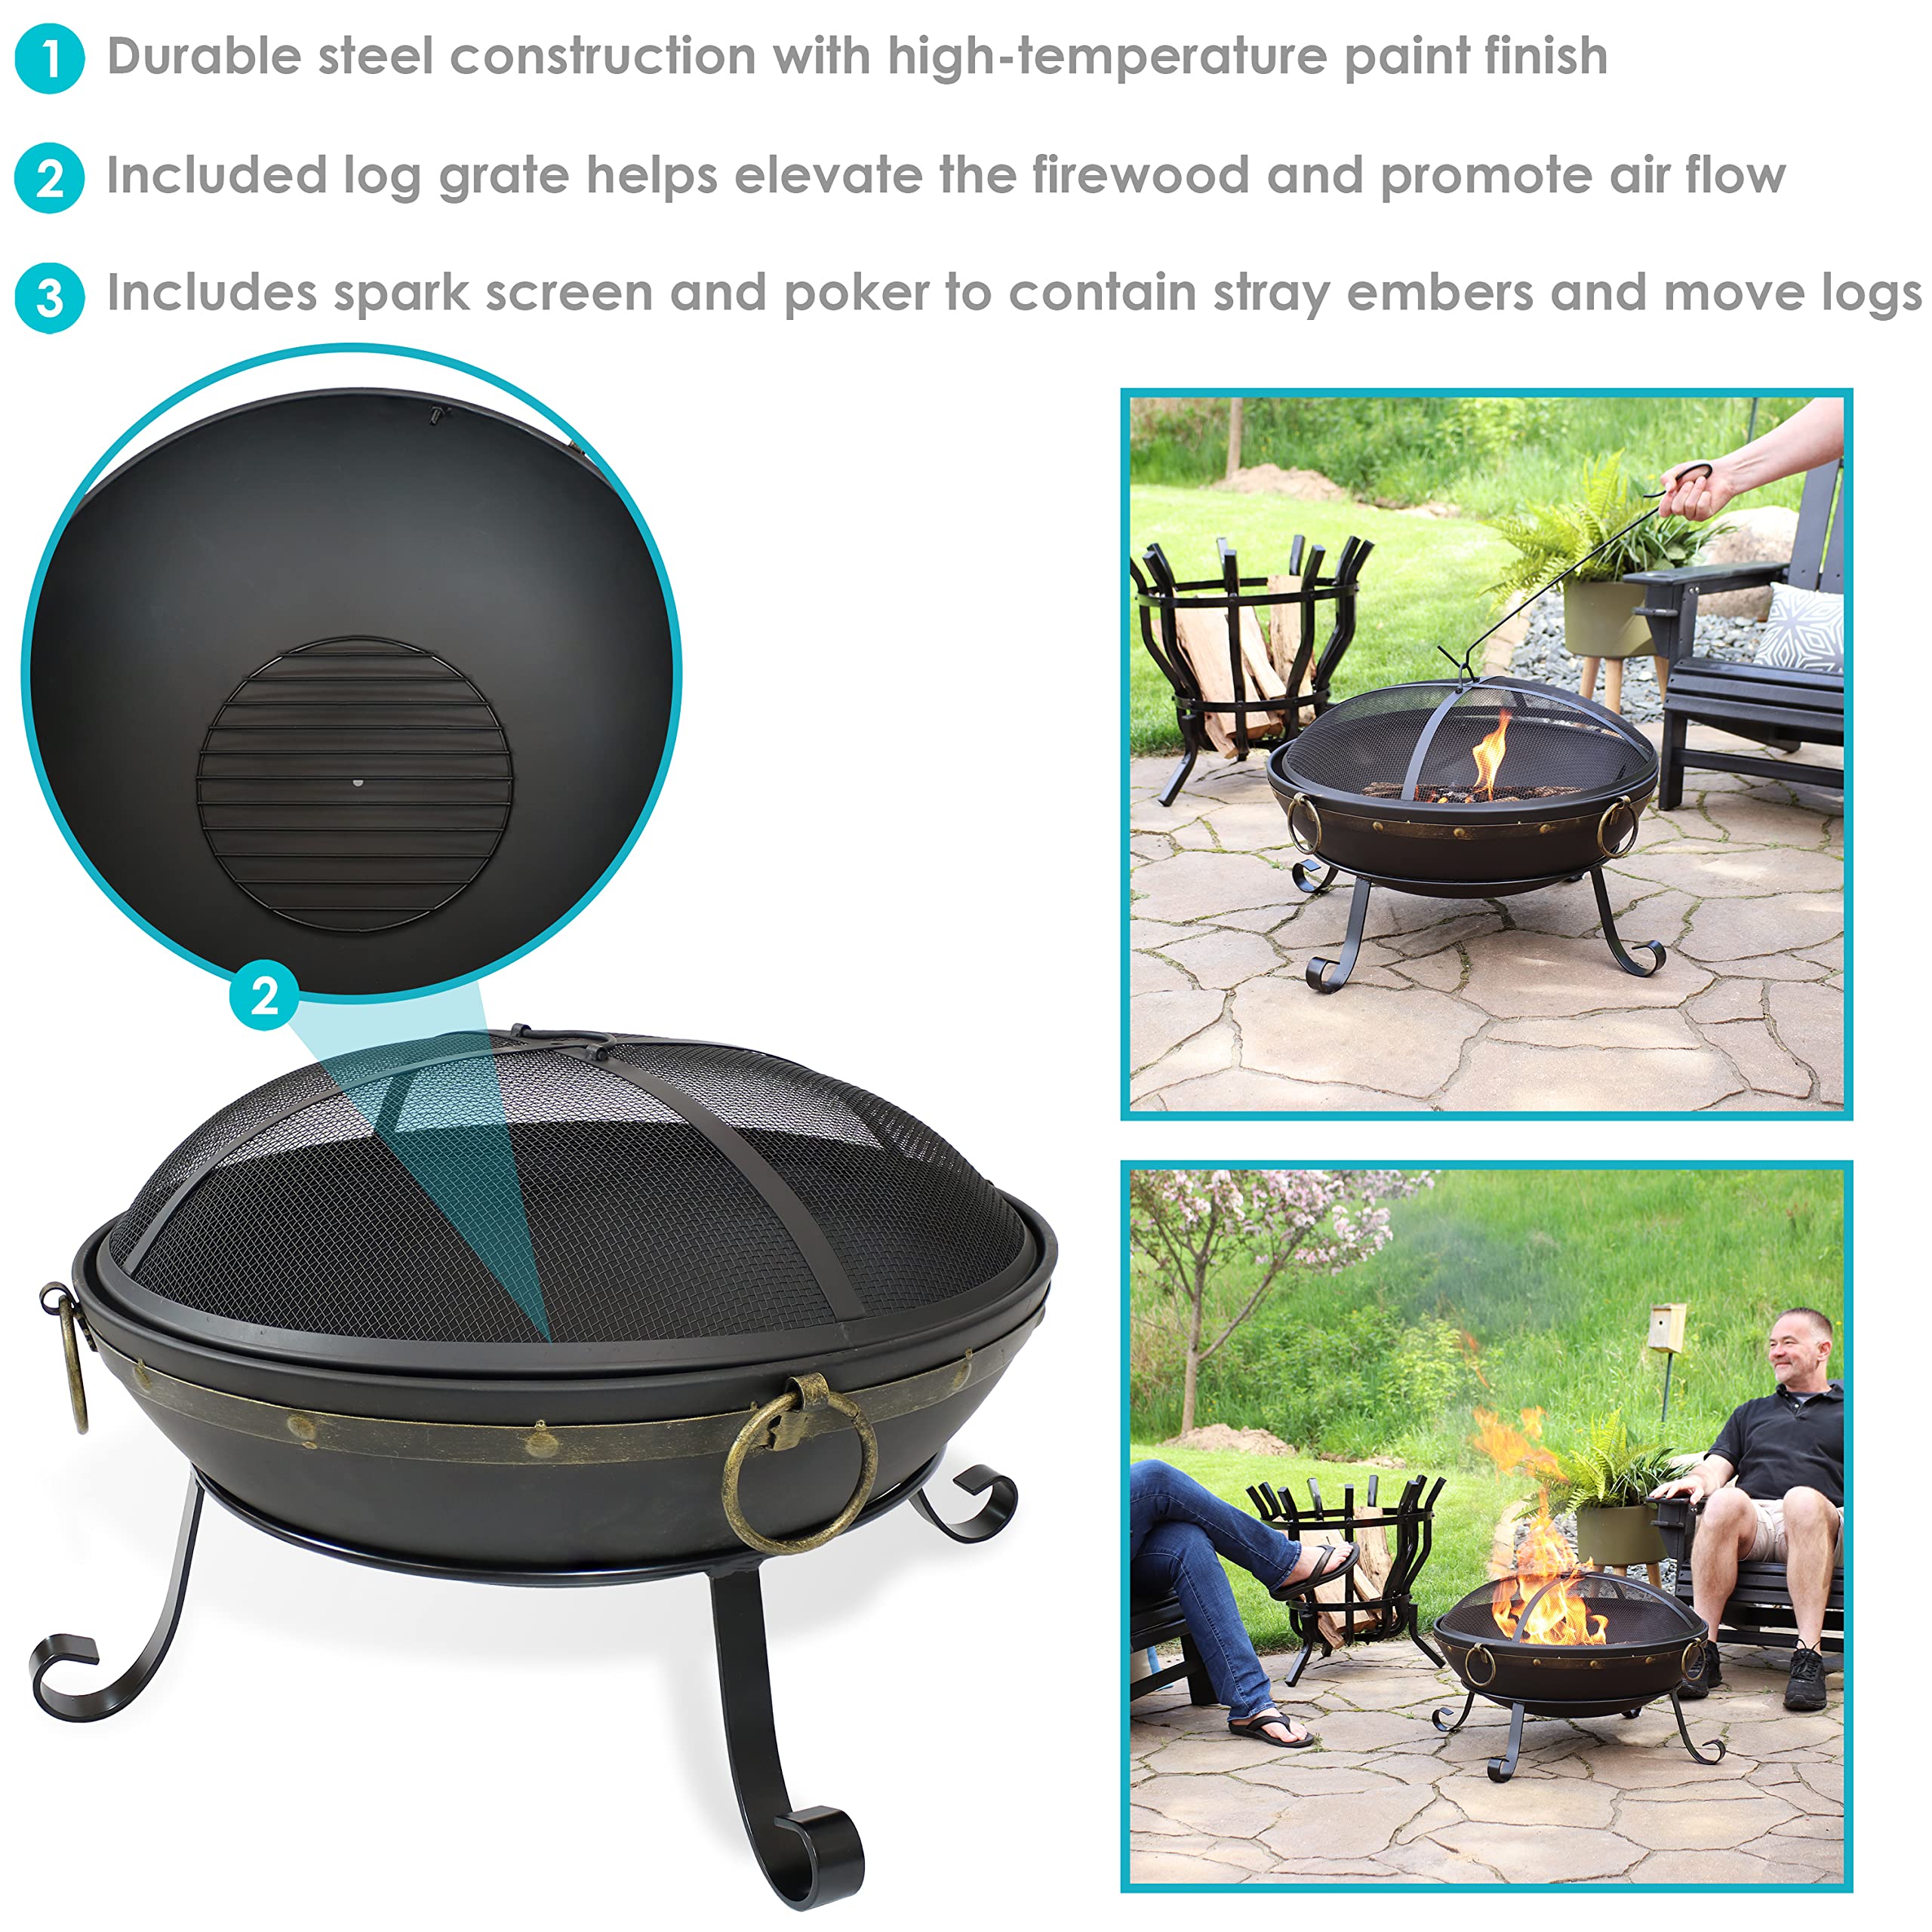 1 Durable steel construction with high-temperature paint finish
2 Included log grate helps elevate the firewood and promote air flow
3 Includes spark screen and poker to contain stray embers and move logs
2